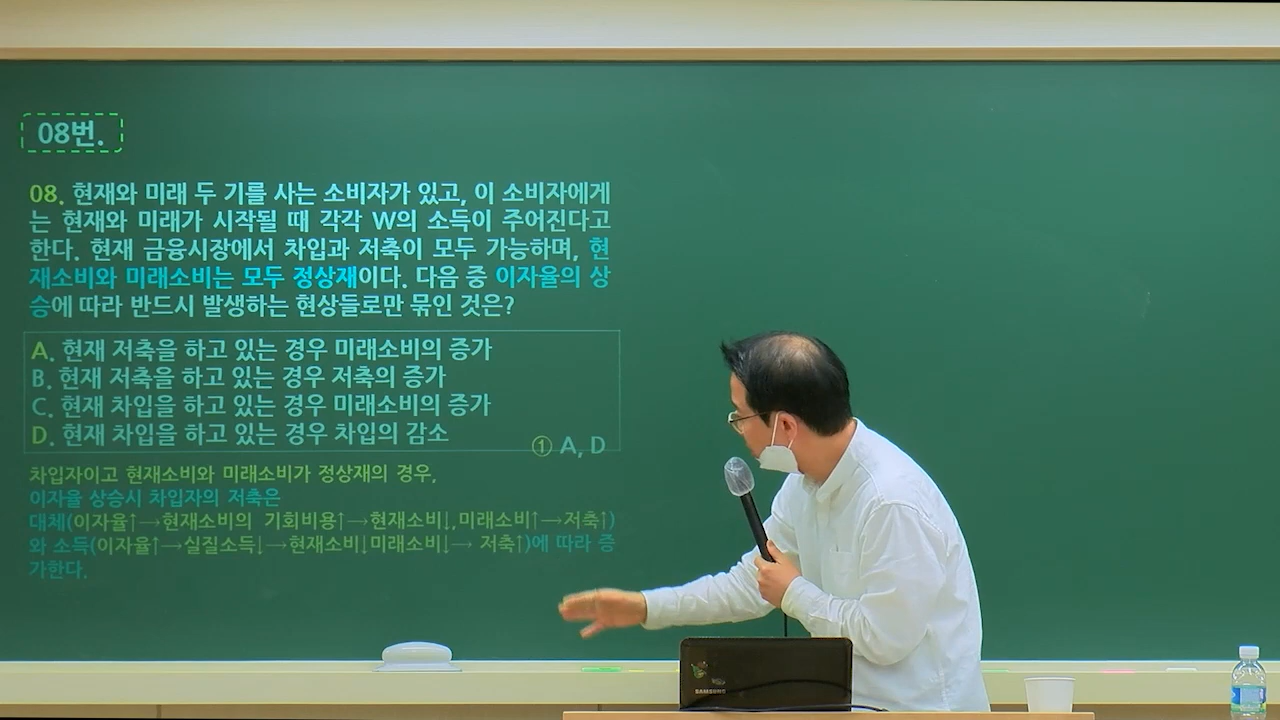 08번.
08. 현재와 미래 두 기를 사는 소비자가 있고, 이 소비자에게
는 현재와 미래가 시작될 때 각각 W의 소득이 주어진다고
한다. 현재 금융시장에서 차입과 저축이 모두 가능하며, 현
재소비와 미래소비는 모두 정상재이다. 다음 중 이자율의 상
승에 따라 반드시 발생하는 현상들로만 묶인 것은?
A. 현재 저축을 하고 있는 경우 미래소비의 증가
B. 현재 저축을 하고 있는 경우 저축의 증가
C. 현재 차입을 하고 있는 경우 미래소비의 증가
D. 현재 차입을 하고 있는 경우 차입의 감소
① A, D
차입자이고 현재소비와 미래소비가 정상재의 경우,
이자율 상승시 차입자의 저축은
대체(이자율↑→현재소비의 기회비용↑→현재소비↓,미래소비↑→저축↑)
와 소득(이자율↑→실질소득↓→현재소비↓미래소비↓→ 저축↑)에 따라 증
가한다.
SAMSUNG